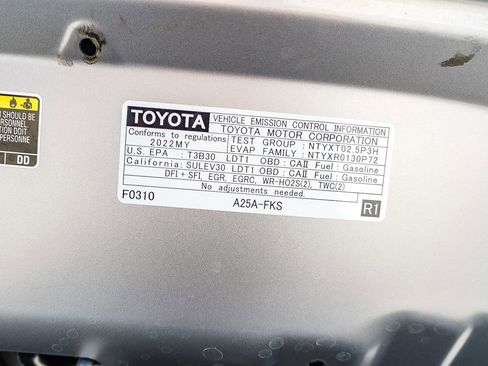 TOYOTA VEHICLE EMISSION CONTROL INFORMATION
Conforms to regulations TOYOTA MOTOR CORPORATION
2022MY TEST GROUP : NTYXT02.5P3H
EVAP FAMILY : NTYXR0130P72
U.S. EPA : T3B30 LDT1 OBD : CAII Fuel : Gasoline
California: SULEV30 LDT1 OBD : CAII Fuel : Gasoline
DFI + SFI, EGR, EGRC, WR-HO2S(2), TWC(2)
No adjustments needed.
F0310 A25A-FKS R1
SHOULD BE
PERSONNEL
DOIT
PERSONNE
DD